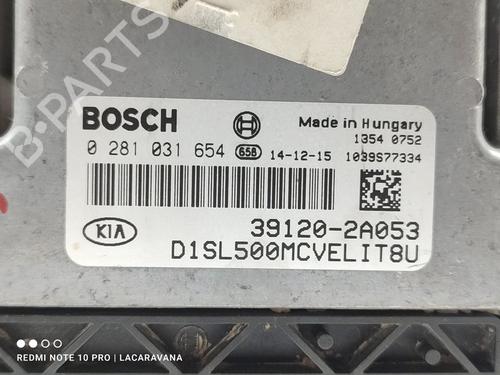 B-PARTS
BOSCH
Made in Hungary
1354 0752
0 281 031 654 658 14-12-15 1039S77334
KIA
39120-2A053
D1SL500MCVELIT8U
REDMI NOTE 10 PRO | LACARAVANA